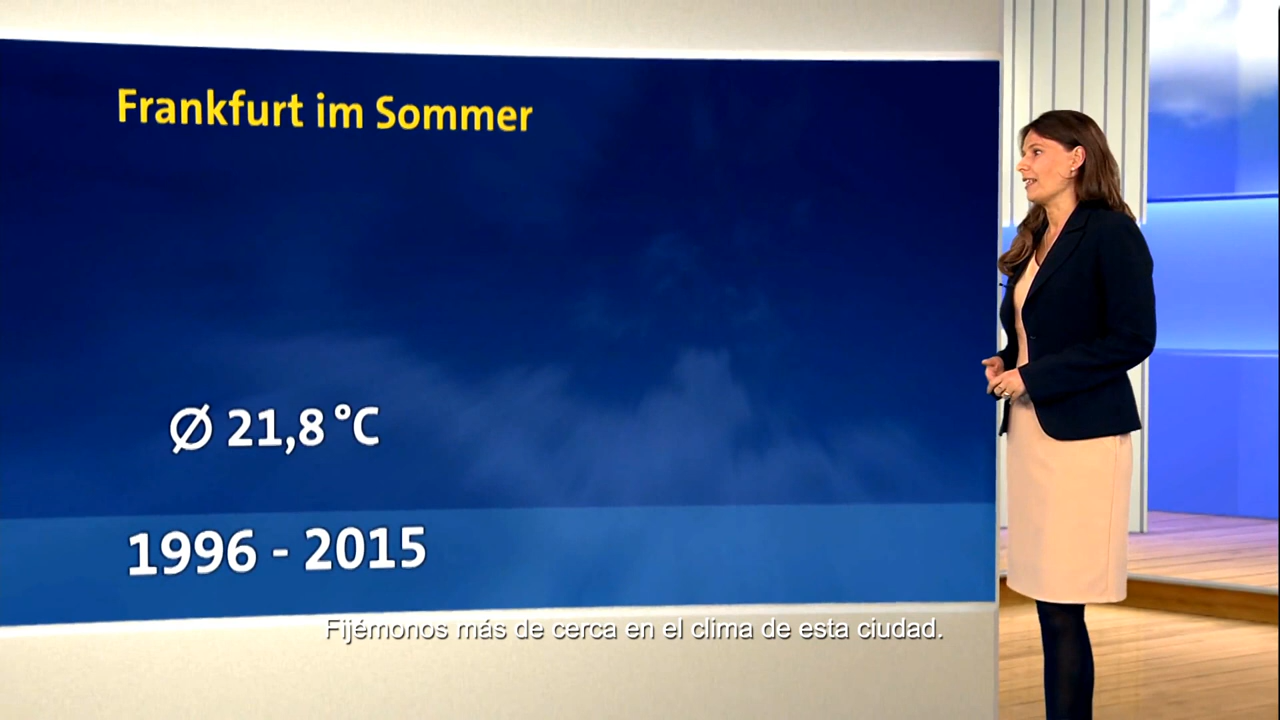 Frankfurt im Sommer
Ø 21,8 °C
1996 - 2015
Fijémonos más de cerca en el clima de esta ciudad.